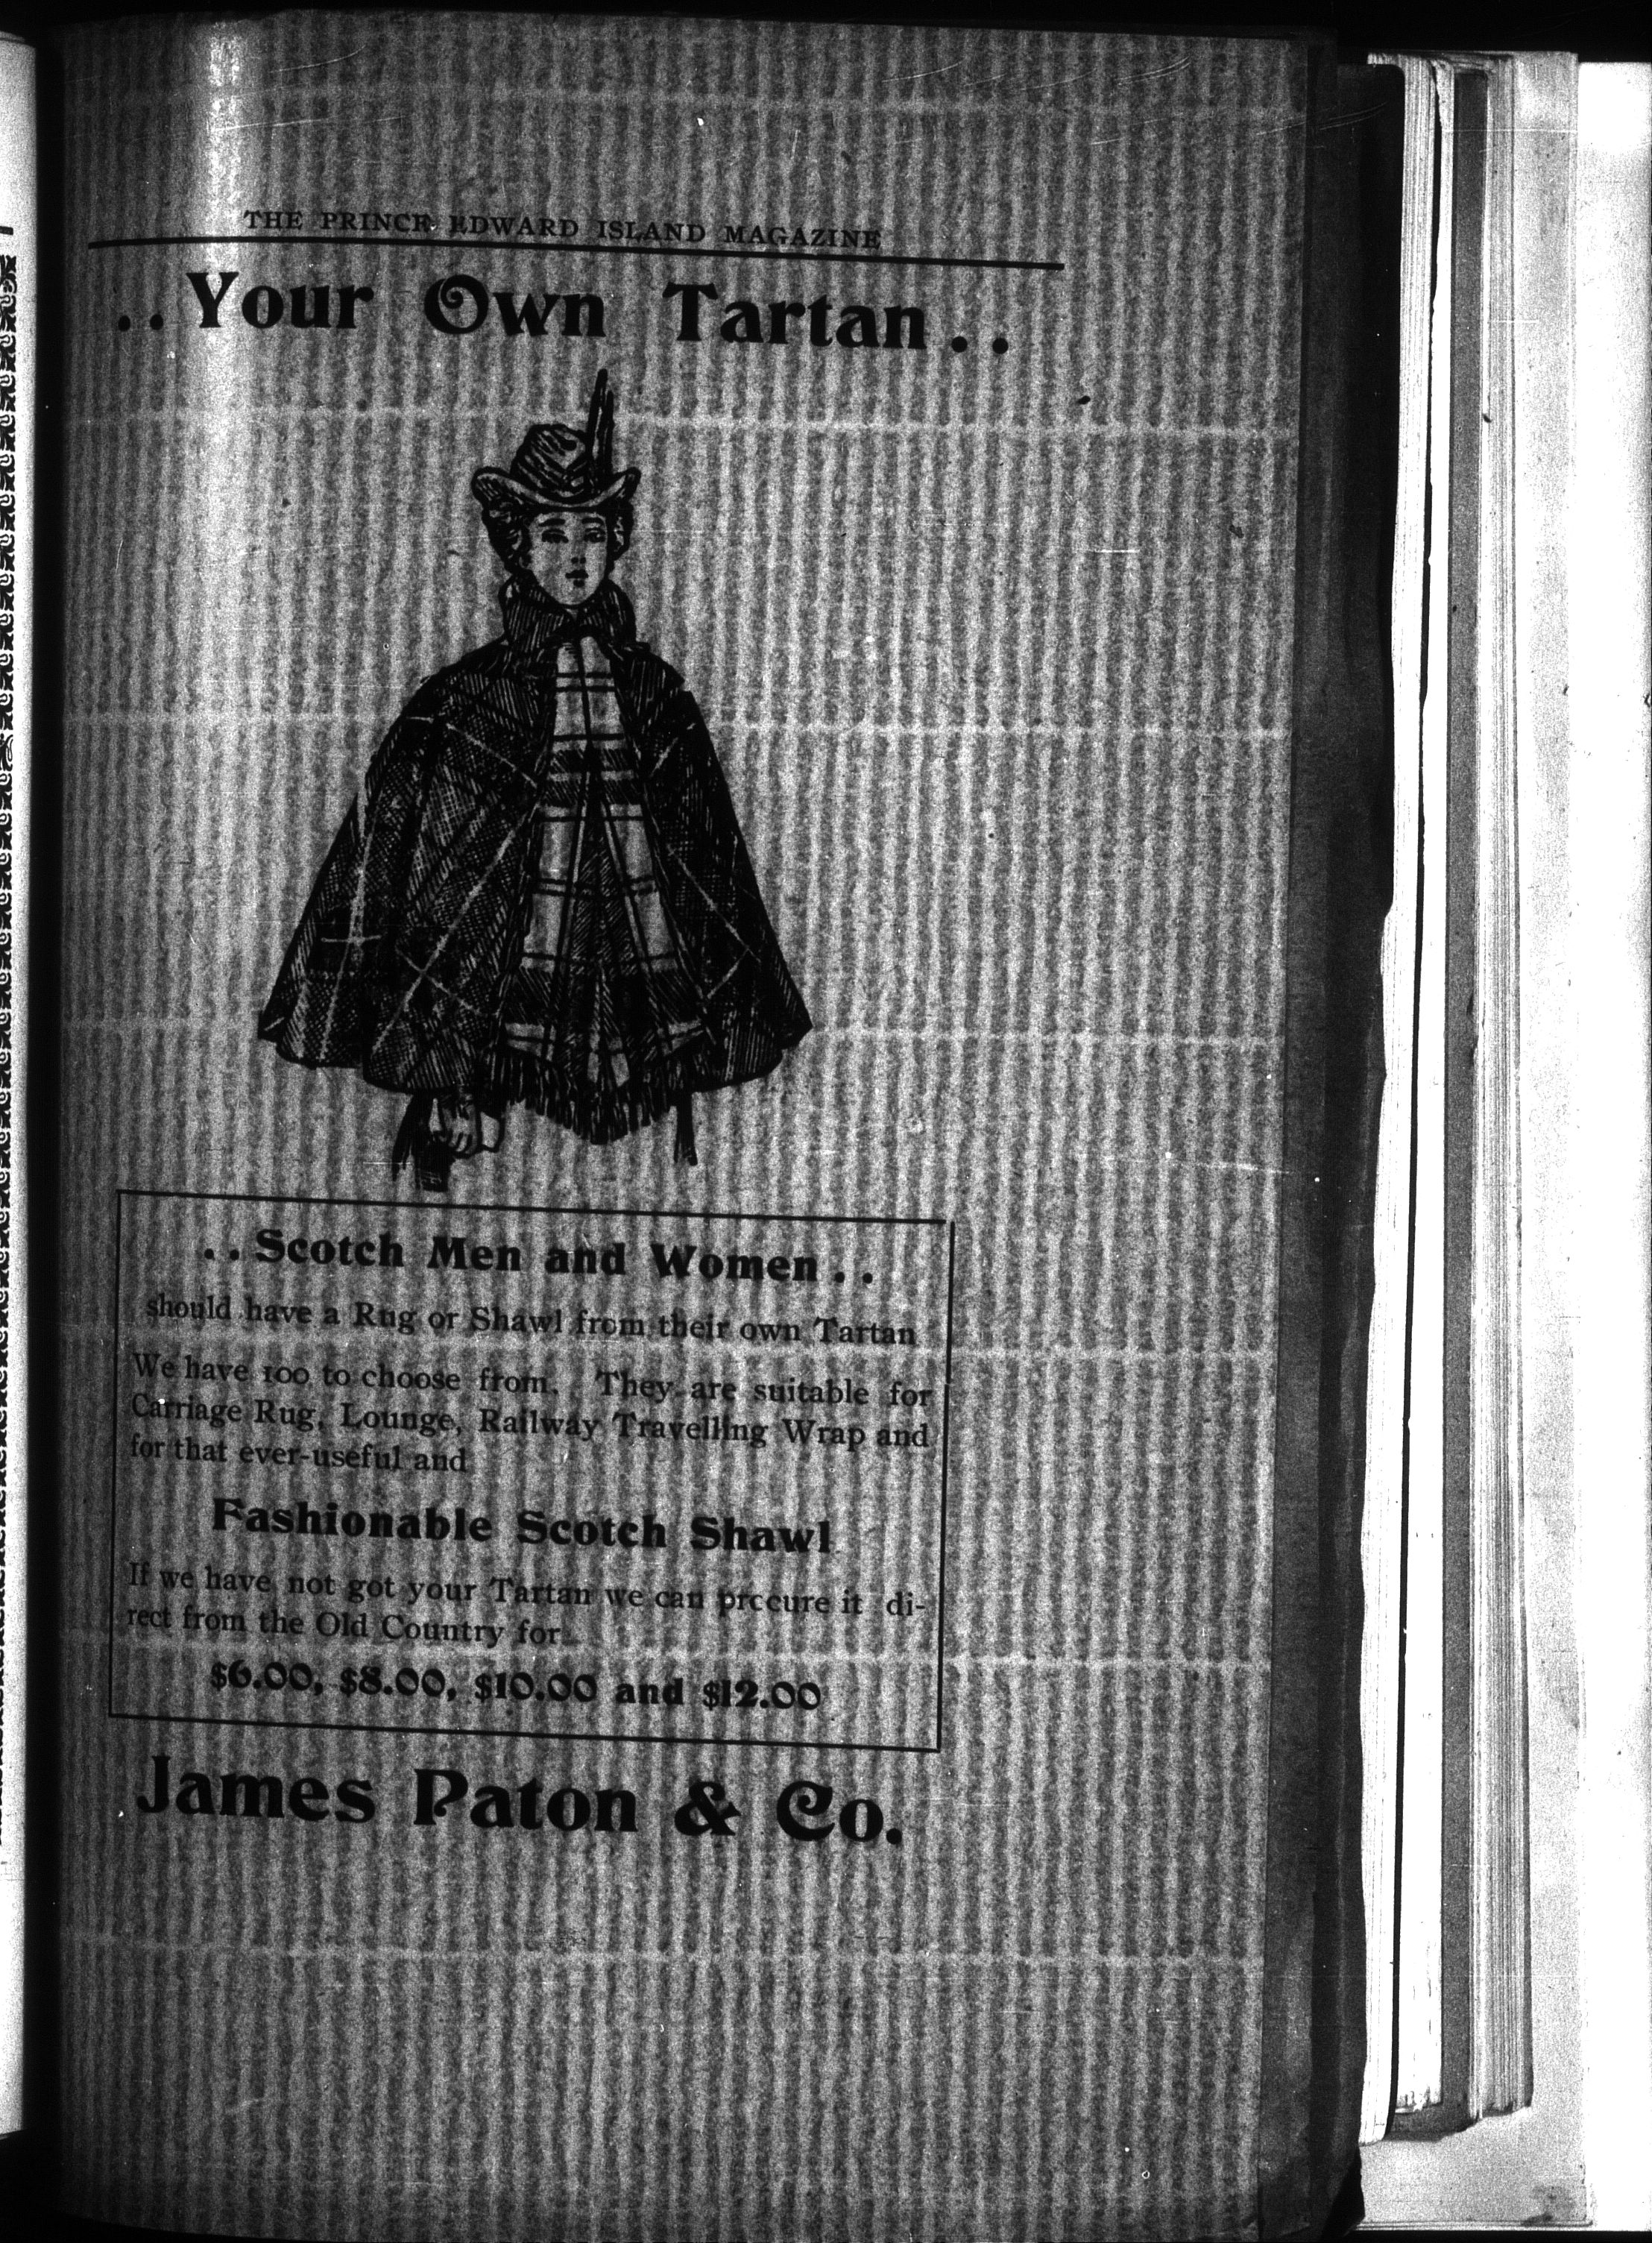 THE PRINCE EDWARD ISLAND MAGAZINE
..Your Own Tartan..
..Scotch Men and Women..
should have a Rug or Shawl from their own Tartan
We have 100 to choose from. They are suitable for
Carriage Rug, Lounge, Railway Travelling Wrap and
for that ever-useful and
Fashionable Scotch Shawl
If we have not got your Tartan we can prccure it di-
rect from the Old Country for
$6.00, $8.00, $10.00 and $12.00
James Paton & Co.